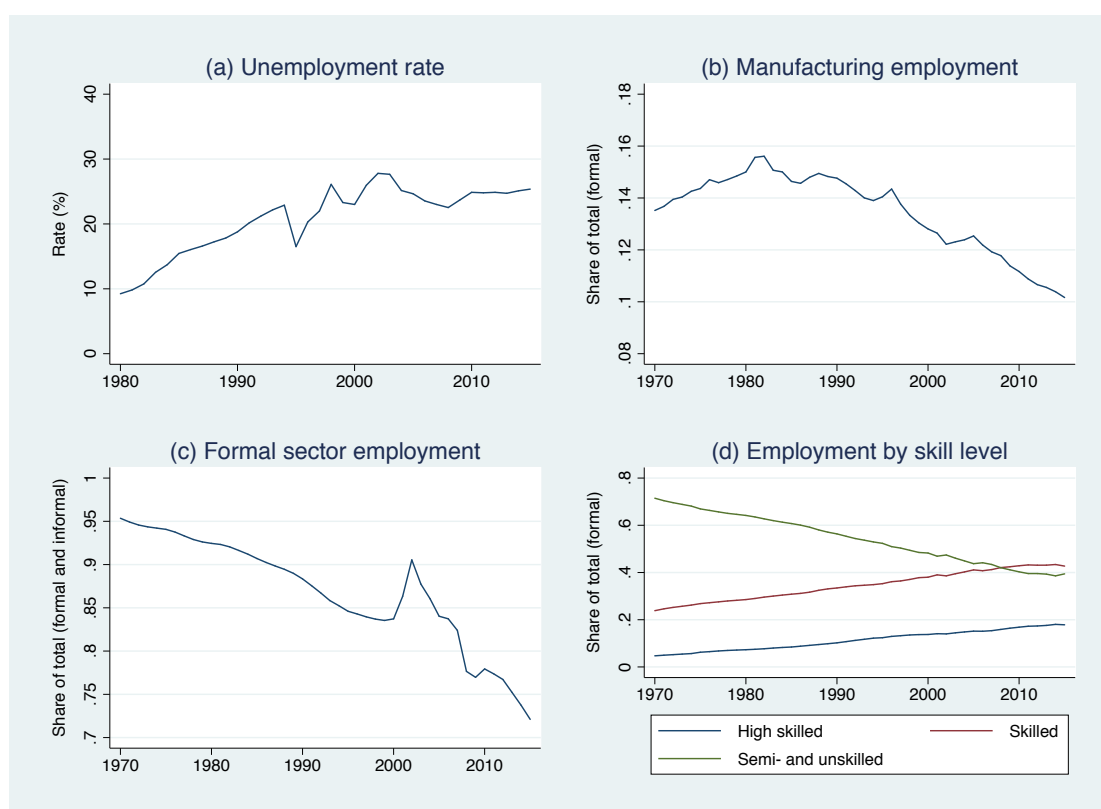 (a) Unemployment rate
Rate (%)
40
30
20
10
0
1980 1990 2000 2010
(b) Manufacturing employment
Share of total (formal)
.18
.16
.14
.12
.1
.08
1970 1980 1990 2000 2010
(c) Formal sector employment
Share of total (formal and informal)
1
.95
.9
.85
.8
.75
.7
1970 1980 1990 2000 2010
(d) Employment by skill level
Share of total (formal)
.8
.6
.4
.2
0
1970 1980 1990 2000 2010
High skilled Skilled
Semi- and unskilled